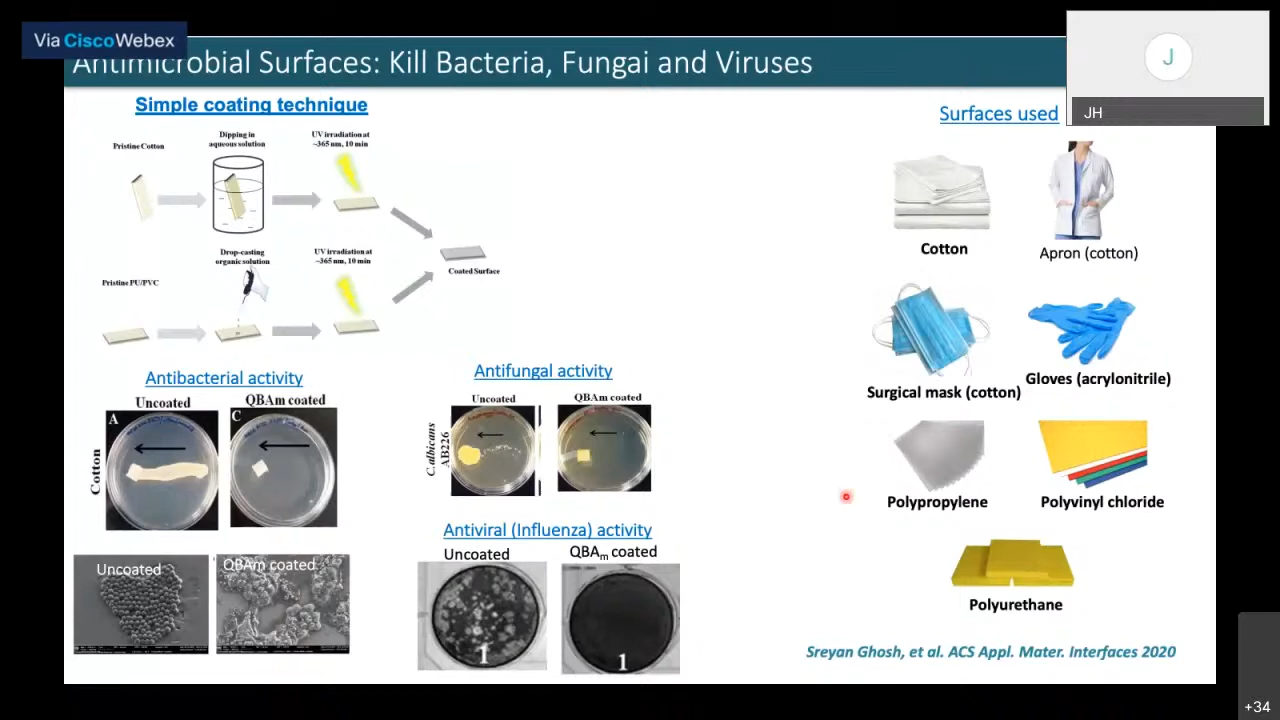 Via Cisco Webex
Antimicrobial Surfaces: Kill Bacteria, Fungai and Viruses
J
JH
Simple coating technique
Surfaces used
Pristine Cotton
Dipping in
aqueous solution
UV irradiation at
~365 nm, 10 min
Drop-casting
organic solution
UV irradiation at
~365 nm, 10 min
Pristine PU/PVC
Coated Surface
Cotton
Apron (cotton)
Surgical mask (cotton)
Gloves (acrylonitrile)
Polypropylene
Polyvinyl chloride
Polyurethane
Antibacterial activity
Uncoated
QBAm coated
A
C
Cotton
Uncoated
QBAm coated
Antifungal activity
Uncoated
QBAm coated
C. albicans
AB226
Antiviral (Influenza) activity
Uncoated
QBAm coated
1
1
Sreyan Ghosh, et al. ACS Appl. Mater. Interfaces 2020
+34